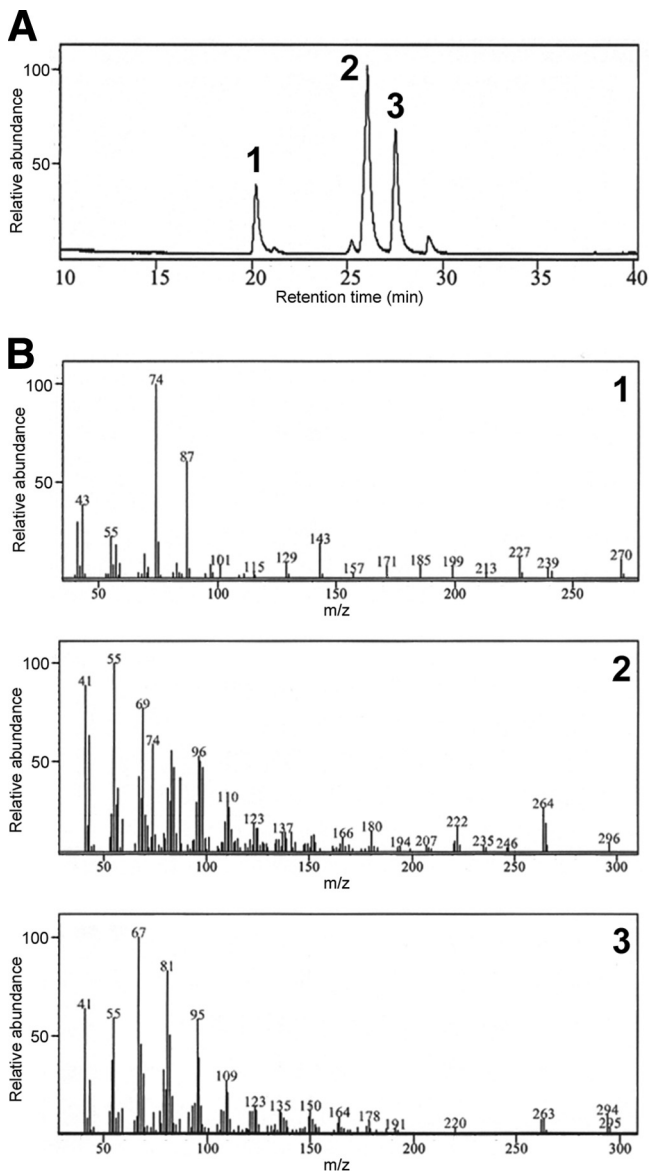 A
Relative abundance
100
50
1
2
3
10 15 20 25 30 35 40
Retention time (min)
B
Relative abundance
100
50
1
74
87
43
55
101 115 129 143 157 171 185 199 213 227 239 270
50 100 150 200 250
m/z
Relative abundance
100
50
2
55
41
69
74
96
110
123 137 166 180 194 207 222 235 246 264 296
50 100 150 200 250 300
m/z
Relative abundance
100
50
3
67
81
41
55
95
109
123 135 150 164 178 191 220 263 294
295
50 100 150 200 250 300
m/z